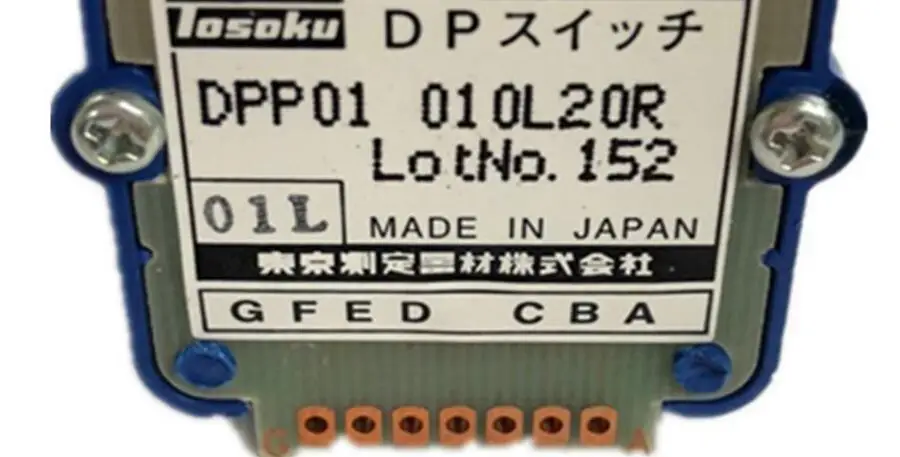 Tosoku DPスイッチ
DPP01 010L20R
LotNo. 152
01L MADE IN JAPAN
東京測定器材株式会社
GFED CBA
G A